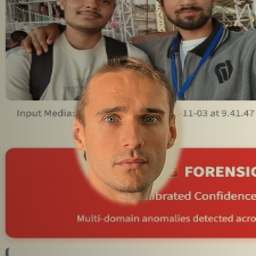 Input Media: 11-03 at 9.41.47
FORENSIC
brated Confidence
Multi-domain anomalies detected acro